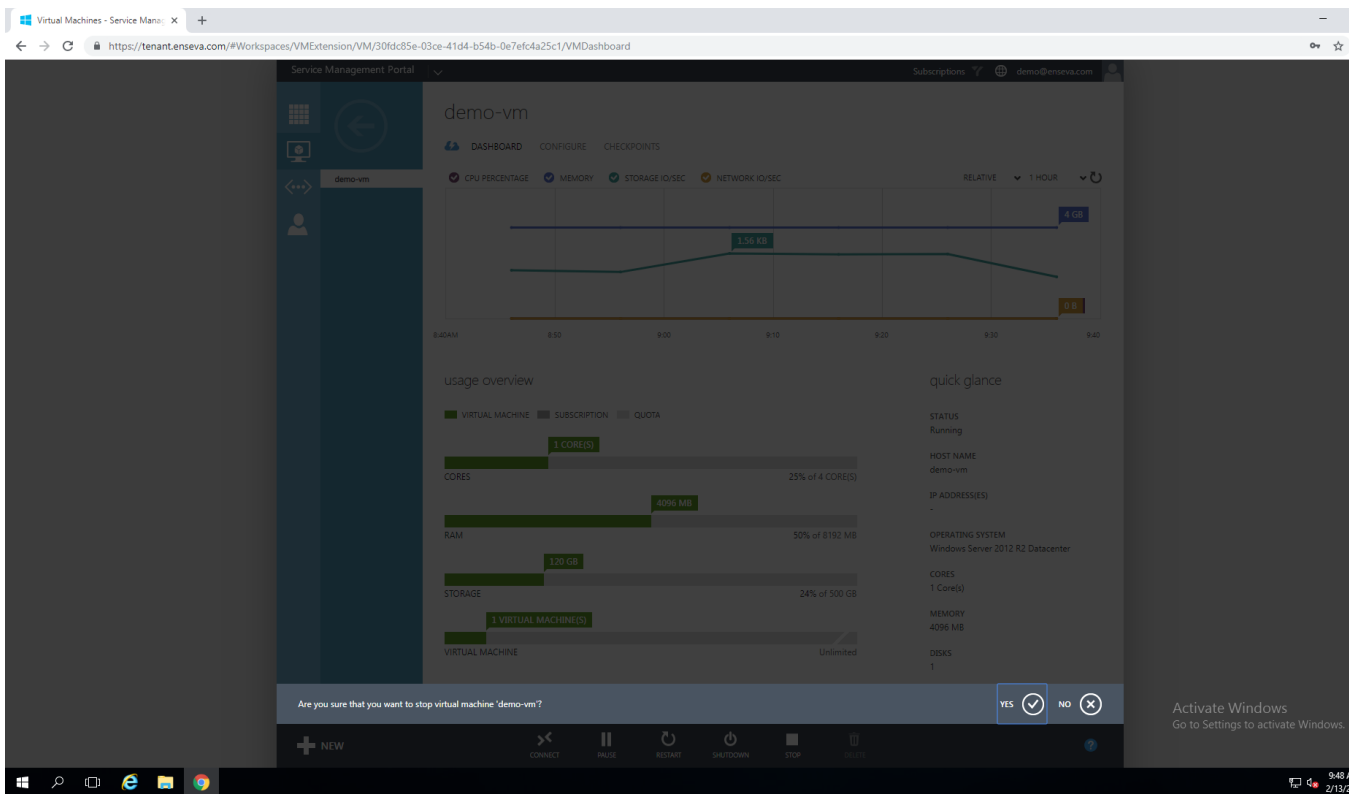 Virtual Machines - Service Manag
https://tenant.enseva.com/#Workspaces/VMExtension/VM/30fdc85e-03ce-41d4-b54b-0e7efc4a25c1/VMDashboard
Service Management Portal
Subscriptions
demo@enseva.com
demo-vm
demo-vm
DASHBOARD CONFIGURE CHECKPOINTS
CPU PERCENTAGE MEMORY STORAGE IO/SEC NETWORK IO/SEC RELATIVE 1 HOUR
4 GB
1.56 KB
0 B
8:40AM 8:50 9:00 9:10 9:20 9:30 9:40
usage overview
VIRTUAL MACHINE SUBSCRIPTION QUOTA
1 CORE(S)
CORES 25% of 4 CORE(S)
4096 MB
RAM 50% of 8192 MB
120 GB
STORAGE 24% of 500 GB
1 VIRTUAL MACHINE(S)
VIRTUAL MACHINE Unlimited
quick glance
STATUS
Running
HOST NAME
demo-vm
IP ADDRESS(ES)
-
OPERATING SYSTEM
Windows Server 2012 R2 Datacenter
CORES
1 Core(s)
MEMORY
4096 MB
DISKS
1
Are you sure that you want to stop virtual machine 'demo-vm'? YES NO
NEW CONNECT PAUSE RESTART SHUTDOWN STOP DELETE
Activate Windows
Go to Settings to activate Windows.
9:48 A
2/13/2